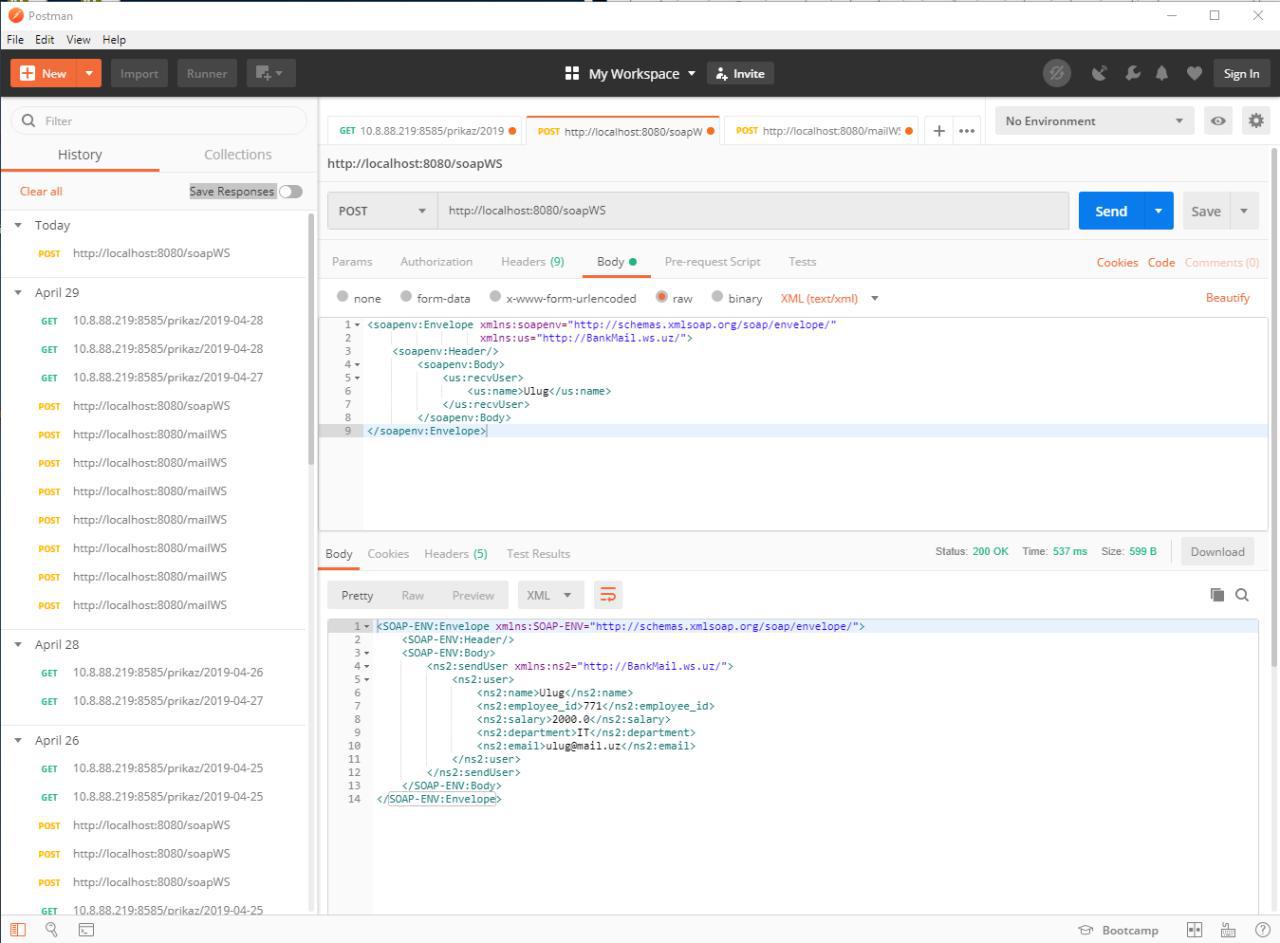 Postman
File Edit View Help
New Import Runner My Workspace Invite Sign In
Filter
History Collections
Clear all Save Responses
Today
POST http://localhost:8080/soapWS
April 29
GET 10.8.88.219:8585/prikaz/2019-04-28
GET 10.8.88.219:8585/prikaz/2019-04-28
GET 10.8.88.219:8585/prikaz/2019-04-27
POST http://localhost:8080/soapWS
POST http://localhost:8080/mailWS
POST http://localhost:8080/mailWS
POST http://localhost:8080/mailWS
POST http://localhost:8080/mailWS
POST http://localhost:8080/mailWS
POST http://localhost:8080/mailWS
POST http://localhost:8080/mailWS
April 28
GET 10.8.88.219:8585/prikaz/2019-04-26
GET 10.8.88.219:8585/prikaz/2019-04-27
April 26
GET 10.8.88.219:8585/prikaz/2019-04-25
GET 10.8.88.219:8585/prikaz/2019-04-25
POST http://localhost:8080/soapWS
POST http://localhost:8080/soapWS
POST http://localhost:8080/soapWS
GET 10.8.88.219:8585/prikaz/2019-04-25
GET 10.8.88.219:8585/prikaz/2019 POST http://localhost:8080/soapW POST http://localhost:8080/mailWS + ••• No Environment
http://localhost:8080/soapWS
POST http://localhost:8080/soapWS Send Save
Params Authorization Headers (9) Body Pre-request Script Tests Cookies Code Comments (0)
none form-data x-www-form-urlencoded raw binary XML (text/xml) Beautify
1 <soapenv:Envelope xmlns:soapenv="http://schemas.xmlsoap.org/soap/envelope/"
2 xmlns:us="http://BankMail.ws.uz/">
3 <soapenv:Header/>
4 <soapenv:Body>
5 <us:recvUser>
6 <us:name>Ulug</us:name>
7 </us:recvUser>
8 </soapenv:Body>
9 </soapenv:Envelope>
Body Cookies Headers (5) Test Results Status: 200 OK Time: 537 ms Size: 599 B Download
Pretty Raw Preview XML
1 <SOAP-ENV:Envelope xmlns:SOAP-ENV="http://schemas.xmlsoap.org/soap/envelope/">
2 <SOAP-ENV:Header/>
3 <SOAP-ENV:Body>
4 <ns2:sendUser xmlns:ns2="http://BankMail.ws.uz/">
5 <ns2:user>
6 <ns2:name>Ulug</ns2:name>
7 <ns2:employee_id>771</ns2:employee_id>
8 <ns2:salary>2000.0</ns2:salary>
9 <ns2:department>IT</ns2:department>
10 <ns2:email>ulug@mail.uz</ns2:email>
11 </ns2:user>
12 </ns2:sendUser>
13 </SOAP-ENV:Body>
14 </SOAP-ENV:Envelope>
Bootcamp